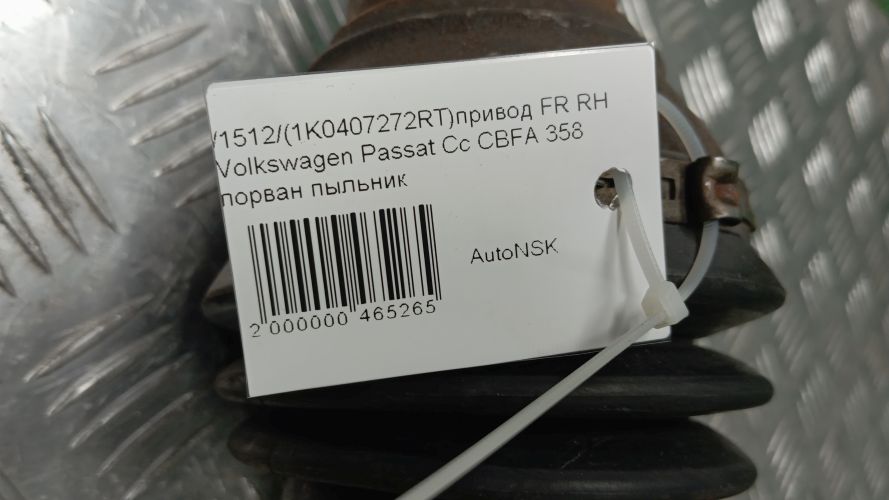 /1512/(1K0407272RT)привод FR RH
Volkswagen Passat Cc CBFA 358
порван пыльник
AutoNSK
2 000000 465265